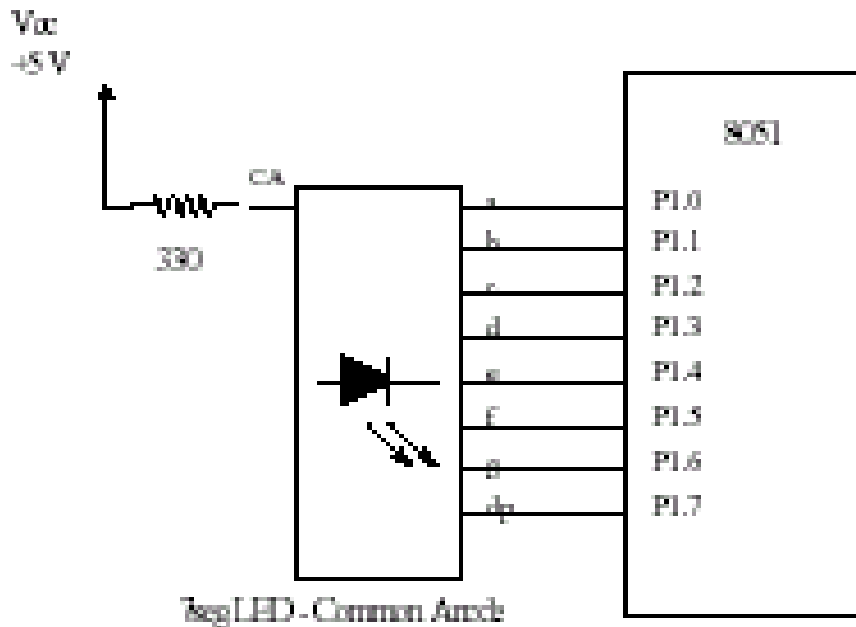 Vcc
+5 V
8051
CA
330
a
b
c
d
e
f
g
dp
P1.0
P1.1
P1.2
P1.3
P1.4
P1.5
P1.6
P1.7
7seg LED - Common Anode